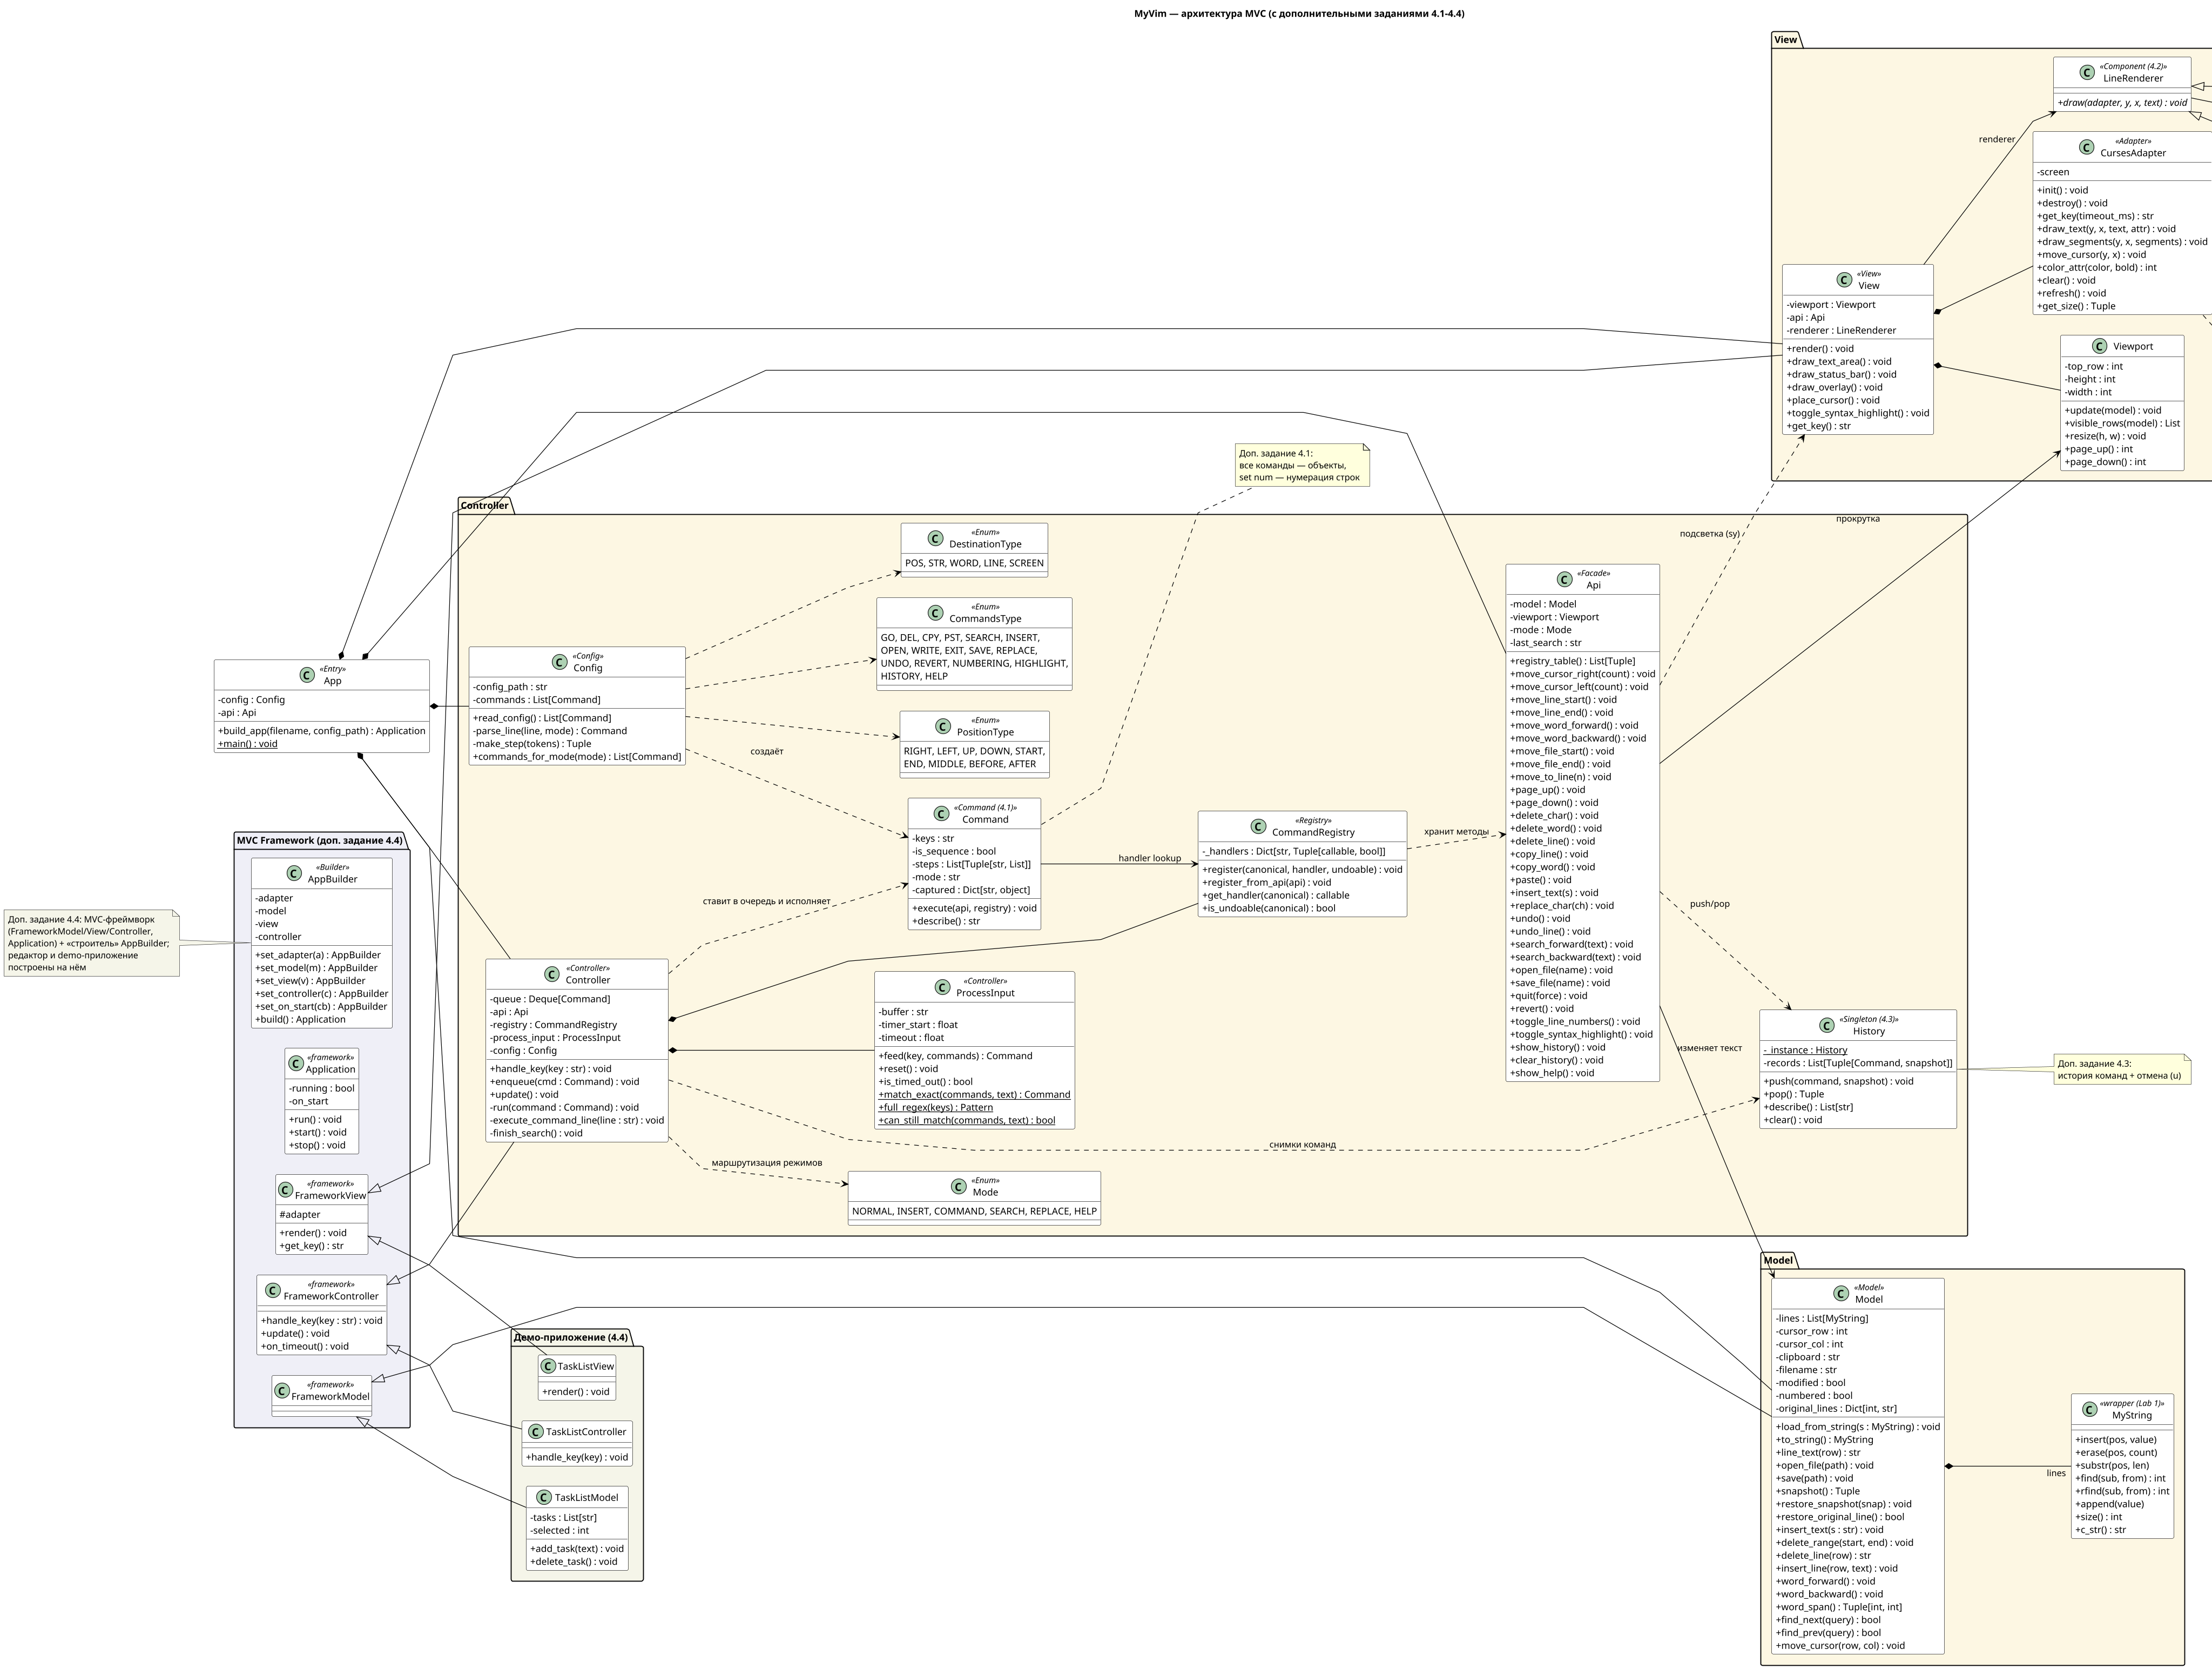 MyVim — архитектура MVC (с дополнительными заданиями 4.1-4.4)
View
«Component (4.2)»
C LineRenderer
+draw(adapter, y, x, text) : void
renderer
«Adapter»
C CursesAdapter
-screen
+init() : void
+destroy() : void
+get_key(timeout_ms) : str
+draw_text(y, x, text, attr) : void
+draw_segments(y, x, segments) : void
+move_cursor(y, x) : void
+color_attr(color, bold) : int
+clear() : void
+refresh() : void
+get_size() : Tuple
«View»
C View
-viewport : Viewport
-api : Api
-renderer : LineRenderer
+render() : void
+draw_text_area() : void
+draw_status_bar() : void
+draw_overlay() : void
+place_cursor() : void
+toggle_syntax_highlight() : void
+get_key() : str
C Viewport
-top_row : int
-height : int
-width : int
+update(model) : void
+visible_rows(model) : List
+resize(h, w) : void
+page_up() : int
+page_down() : int
Доп. задание 4.1:
все команды — объекты,
set num — нумерация строк
Controller
прокрутка
подсветка (sy)
«Enum»
C DestinationType
POS, STR, WORD, LINE, SCREEN
«Enum»
C CommandsType
GO, DEL, CPY, PST, SEARCH, INSERT,
OPEN, WRITE, EXIT, SAVE, REPLACE,
UNDO, REVERT, NUMBERING, HIGHLIGHT,
HISTORY, HELP
«Config»
C Config
-config_path : str
-commands : List[Command]
+read_config() : List[Command]
-parse_line(line, mode) : Command
-make_step(tokens) : Tuple
+commands_for_mode(mode) : List[Command]
«Enum»
C PositionType
RIGHT, LEFT, UP, DOWN, START,
END, MIDDLE, BEFORE, AFTER
создаёт
«Entry»
C App
-config : Config
-api : Api
+build_app(filename, config_path) : Application
+main() : void
«Facade»
C Api
-model : Model
-viewport : Viewport
-mode : Mode
-last_search : str
+registry_table() : List[Tuple]
+move_cursor_right(count) : void
+move_cursor_left(count) : void
+move_line_start() : void
+move_line_end() : void
+move_word_forward() : void
+move_word_backward() : void
+move_file_start() : void
+move_file_end() : void
+move_to_line(n) : void
+page_up() : void
+page_down() : void
+delete_char() : void
+delete_word() : void
+delete_line() : void
+copy_line() : void
+copy_word() : void
+paste() : void
+insert_text(s) : void
+replace_char(ch) : void
+undo() : void
+undo_line() : void
+search_forward(text) : void
+search_backward(text) : void
+open_file(name) : void
+save_file(name) : void
+quit(force) : void
+revert() : void
+toggle_line_numbers() : void
+toggle_syntax_highlight() : void
+show_history() : void
+clear_history() : void
+show_help() : void
«Command (4.1)»
C Command
-keys : str
-is_sequence : bool
-steps : List[Tuple[str, List]]
-mode : str
-captured : Dict[str, object]
+execute(api, registry) : void
+describe() : str
handler lookup
«Registry»
C CommandRegistry
-_handlers : Dict[str, Tuple[callable, bool]]
+register(canonical, handler, undoable) : void
+register_from_api(api) : void
+get_handler(canonical) : callable
+is_undoable(canonical) : bool
хранит методы
ставит в очередь и исполняет
push/pop
MVC Framework (доп. задание 4.4)
«Builder»
C AppBuilder
-adapter
-model
-view
-controller
+set_adapter(a) : AppBuilder
+set_model(m) : AppBuilder
+set_view(v) : AppBuilder
+set_controller(c) : AppBuilder
+set_on_start(cb) : AppBuilder
+build() : Application
Доп. задание 4.4: MVC-фреймворк
(FrameworkModel/View/Controller,
Application) + «строитель» AppBuilder;
редактор и demo-приложение
построены на нём
«framework»
C Application
-running : bool
-on_start
+run() : void
+start() : void
+stop() : void
«Controller»
C Controller
-queue : Deque[Command]
-api : Api
-registry : CommandRegistry
-process_input : ProcessInput
-config : Config
+handle_key(key : str) : void
+enqueue(cmd : Command) : void
+update() : void
-run(command : Command) : void
-execute_command_line(line : str) : void
-finish_search() : void
«Controller»
C ProcessInput
-buffer : str
-timer_start : float
-timeout : float
+feed(key, commands) : Command
+reset() : void
+is_timed_out() : bool
+match_exact(commands, text) : Command
+full_regex(keys) : Pattern
+can_still_match(commands, text) : bool
изменяет текст
«Singleton (4.3)»
C History
-_instance : History
-records : List[Tuple[Command, snapshot]]
+push(command, snapshot) : void
+pop() : Tuple
+describe() : List[str]
+clear() : void
Доп. задание 4.3:
история команд + отмена (u)
снимки команд
маршрутизация режимов
«Enum»
C Mode
NORMAL, INSERT, COMMAND, SEARCH, REPLACE, HELP
«framework»
C FrameworkView
#adapter
+render() : void
+get_key() : str
«framework»
C FrameworkController
+handle_key(key : str) : void
+update() : void
+on_timeout() : void
«framework»
C FrameworkModel
Демо-приложение (4.4)
C TaskListView
+render() : void
C TaskListController
+handle_key(key) : void
C TaskListModel
-tasks : List[str]
-selected : int
+add_task(text) : void
+delete_task() : void
Model
«Model»
C Model
-lines : List[MyString]
-cursor_row : int
-cursor_col : int
-clipboard : str
-filename : str
-modified : bool
-numbered : bool
-original_lines : Dict[int, str]
+load_from_string(s : MyString) : void
+to_string() : MyString
+line_text(row) : str
+open_file(path) : void
+save(path) : void
+snapshot() : Tuple
+restore_snapshot(snap) : void
+restore_original_line() : bool
+insert_text(s : str) : void
+delete_range(start, end) : void
+delete_line(row) : str
+insert_line(row, text) : void
+word_forward() : void
+word_backward() : void
+word_span() : Tuple[int, int]
+find_next(query) : bool
+find_prev(query) : bool
+move_cursor(row, col) : void
lines
«wrapper (Lab 1)»
C MyString
+insert(pos, value)
+erase(pos, count)
+substr(pos, len)
+find(sub, from) : int
+rfind(sub, from) : int
+append(value)
+size() : int
+c_str() : str